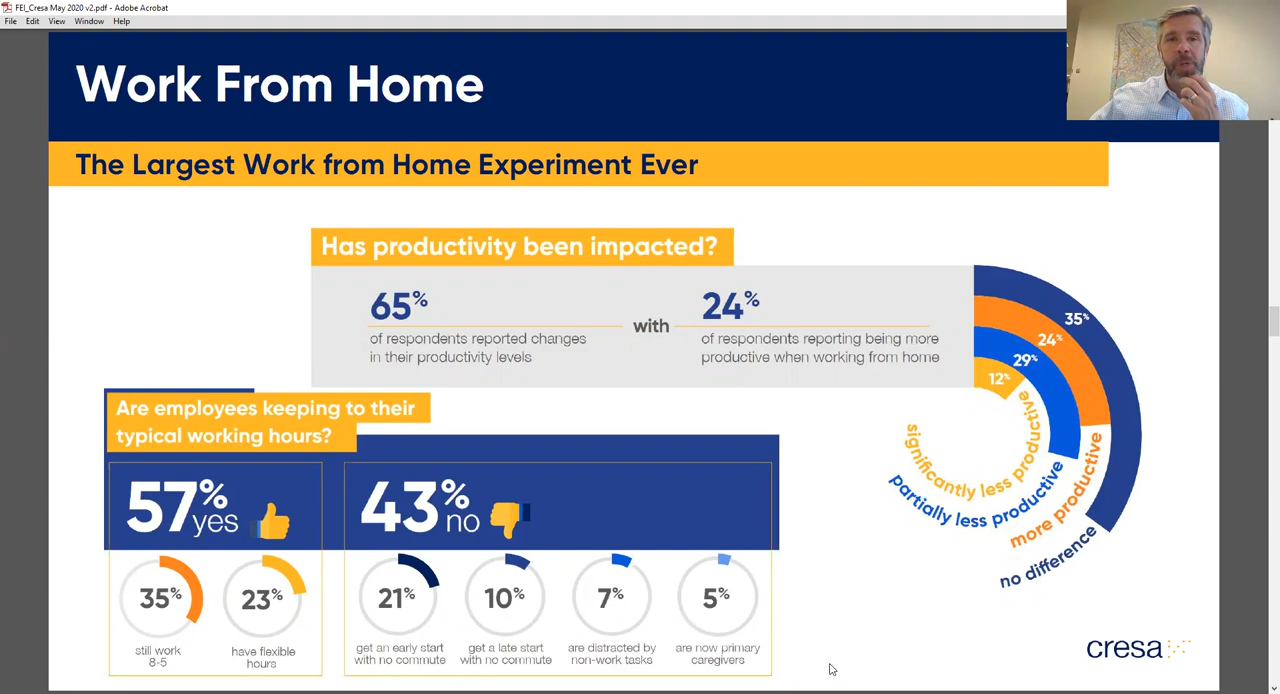 FEI_Cresa May 2020 v2.pdf - Adobe Acrobat
File Edit View Window Help
Work From Home
The Largest Work from Home Experiment Ever
Has productivity been impacted?
65%
of respondents reported changes
in their productivity levels
with
24%
of respondents reporting being more
productive when working from home
35%
24%
29%
12%
significantly less productive
partially less productive
more productive
no difference
Are employees keeping to their
typical working hours?
57% yes
43% no
35%
still work
8-5
23%
have flexible
hours
21%
get an early start
with no commute
10%
get a late start
with no commute
7%
are distracted by
non-work tasks
5%
are now primary
caregivers
cresa